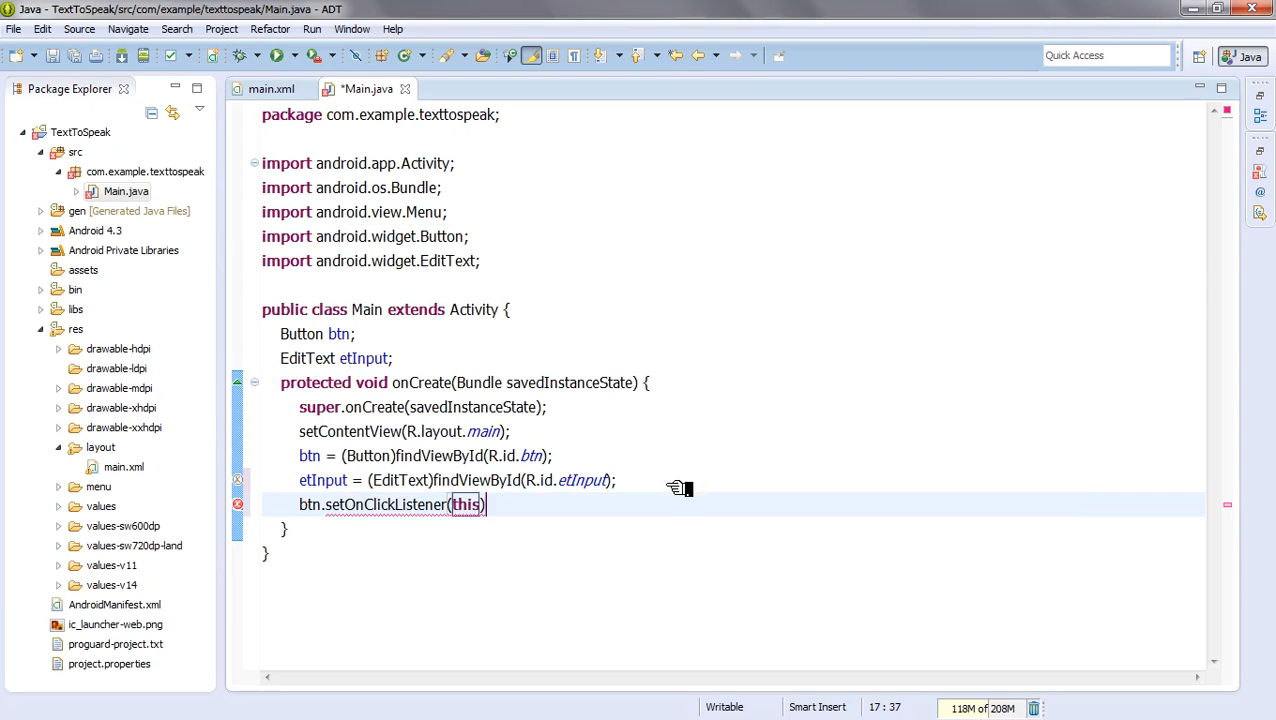 Java - TextToSpeak/src/com/example/texttospeak/Main.java - ADT
File Edit Source Navigate Search Project Refactor Run Window Help
Quick Access
Java
Package Explorer
main.xml
*Main.java
TextToSpeak
src
com.example.texttospeak
Main.java
gen [Generated Java Files]
Android 4.3
Android Private Libraries
assets
bin
libs
res
drawable-hdpi
drawable-ldpi
drawable-mdpi
drawable-xhdpi
drawable-xxhdpi
layout
main.xml
menu
values
values-sw600dp
values-sw720dp-land
values-v11
values-v14
AndroidManifest.xml
ic_launcher-web.png
proguard-project.txt
project.properties
package com.example.texttospeak;
import android.app.Activity;
import android.os.Bundle;
import android.view.Menu;
import android.widget.Button;
import android.widget.EditText;
public class Main extends Activity {
Button btn;
EditText etInput;
protected void onCreate(Bundle savedInstanceState) {
super.onCreate(savedInstanceState);
setContentView(R.layout.main);
btn = (Button)findViewById(R.id.btn);
etInput = (EditText)findViewById(R.id.etInput);
btn.setOnClickListener(this)
}
}
Writable
Smart Insert
17 : 37
118M of 208M